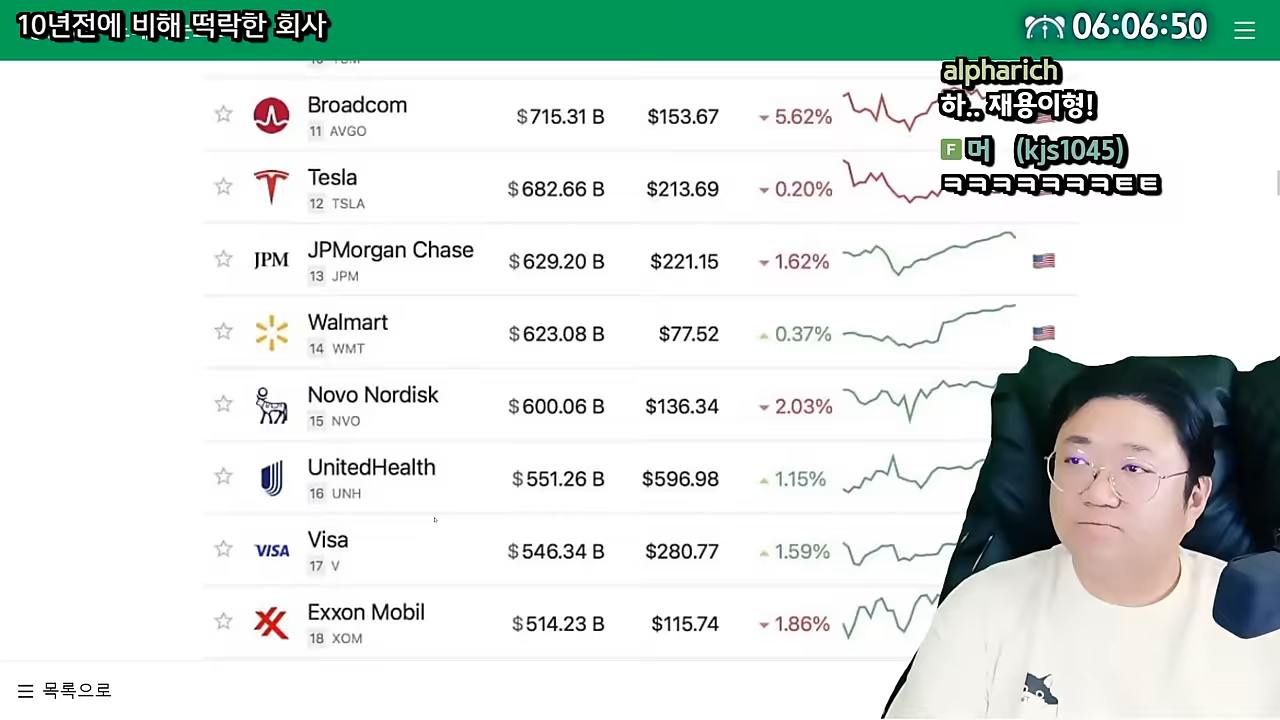 10년전에 비해 떡락한 회사
06:06:50
alpharich
하.. 재용이형!
F 머 (kjs1045)
ㅋㅋㅋㅋㅋㅋㅋㅌㅌ
Broadcom
11 AVGO
$715.31 B
$153.67
5.62%
Tesla
12 TSLA
$682.66 B
$213.69
0.20%
JPM
JPMorgan Chase
13 JPM
$629.20 B
$221.15
1.62%
Walmart
14 WMT
$623.08 B
$77.52
0.37%
Novo Nordisk
15 NVO
$600.06 B
$136.34
2.03%
UnitedHealth
16 UNH
$551.26 B
$596.98
1.15%
VISA
Visa
17 V
$546.34 B
$280.77
1.59%
Exxon Mobil
18 XOM
$514.23 B
$115.74
1.86%
목록으로